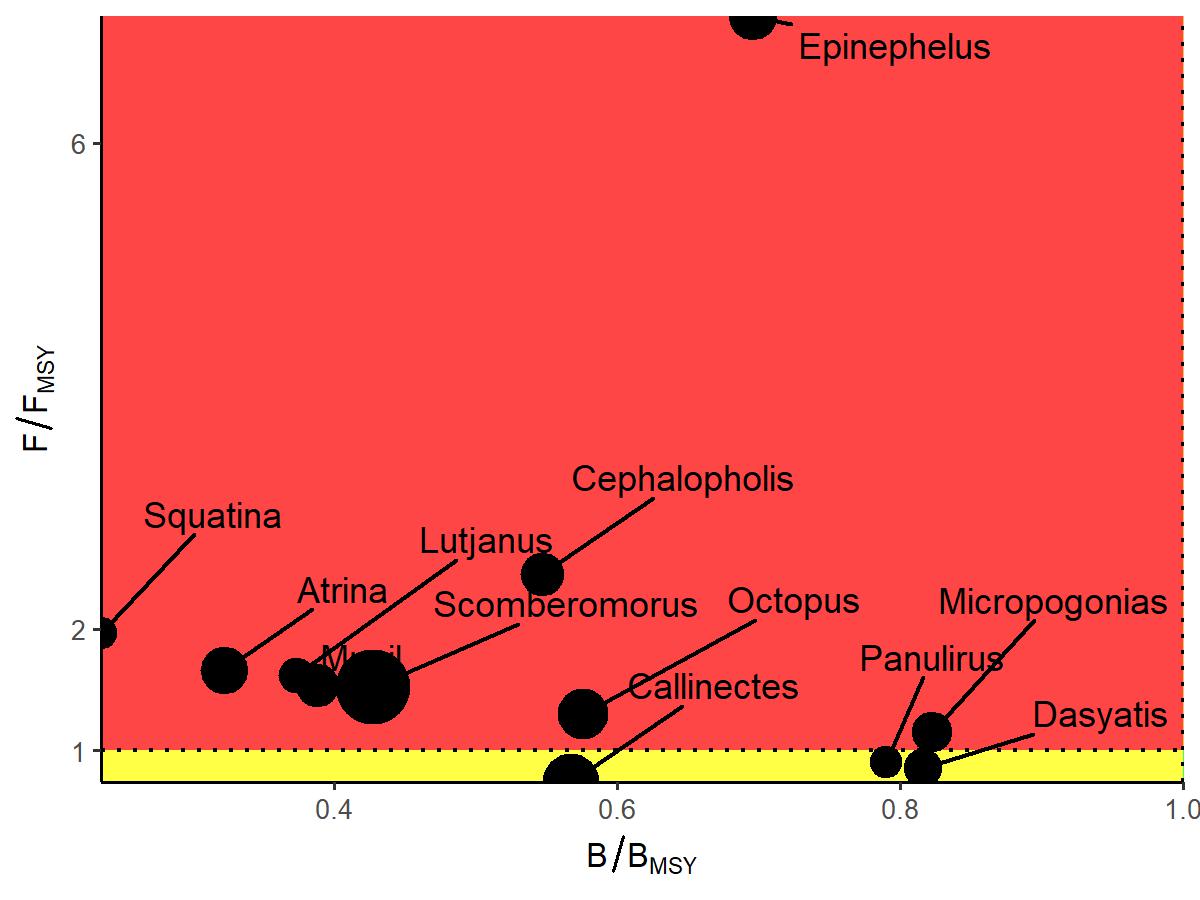 Epinephelus
6
Cephalopholis
Squatina
Lutjanus
Atrina
Scomberomorus
Octopus
Micropogonias
2
Panulirus
Callinectes
Dasyatis
1
0.4
0.6
0.8
1.0
B/BMSY
F/FMSY